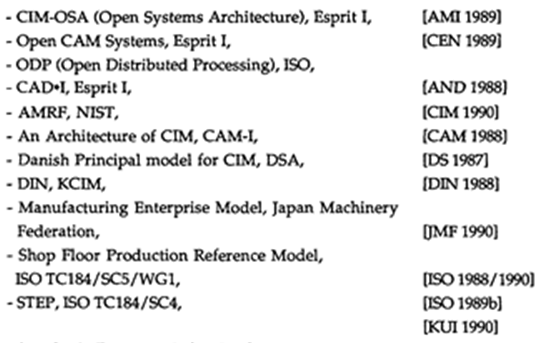 - CIM-OSA (Open Systems Architecture), Esprit I, [AMI 1989]
- Open CAM Systems, Esprit I, [CEN 1989]
- ODP (Open Distributed Processing), ISO,
- CAD•I, Esprit I, [AND 1988]
- AMRF, NIST, [CIM 1990]
- An Architecture of CIM, CAM-I, [CAM 1988]
- Danish Principal model for CIM, DSA, [DS 1987]
- DIN, KCIM, [DIN 1988]
- Manufacturing Enterprise Model, Japan Machinery
Federation, [JMF 1990]
- Shop Floor Production Reference Model,
ISO TC184/SC5/WG1, [ISO 1988/1990]
- STEP, ISO TC184/SC4, [ISO 1989b]
[KUI 1990]